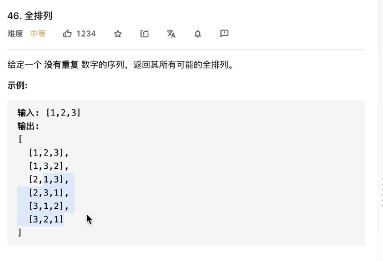 46. 全排列
难度 中等 1234
给定一个 没有重复 数字的序列，返回其所有可能的全排列。
示例:
输入: [1,2,3]
输出:
[
[1,2,3],
[1,3,2],
[2,1,3],
[2,3,1],
[3,1,2],
[3,2,1]
]